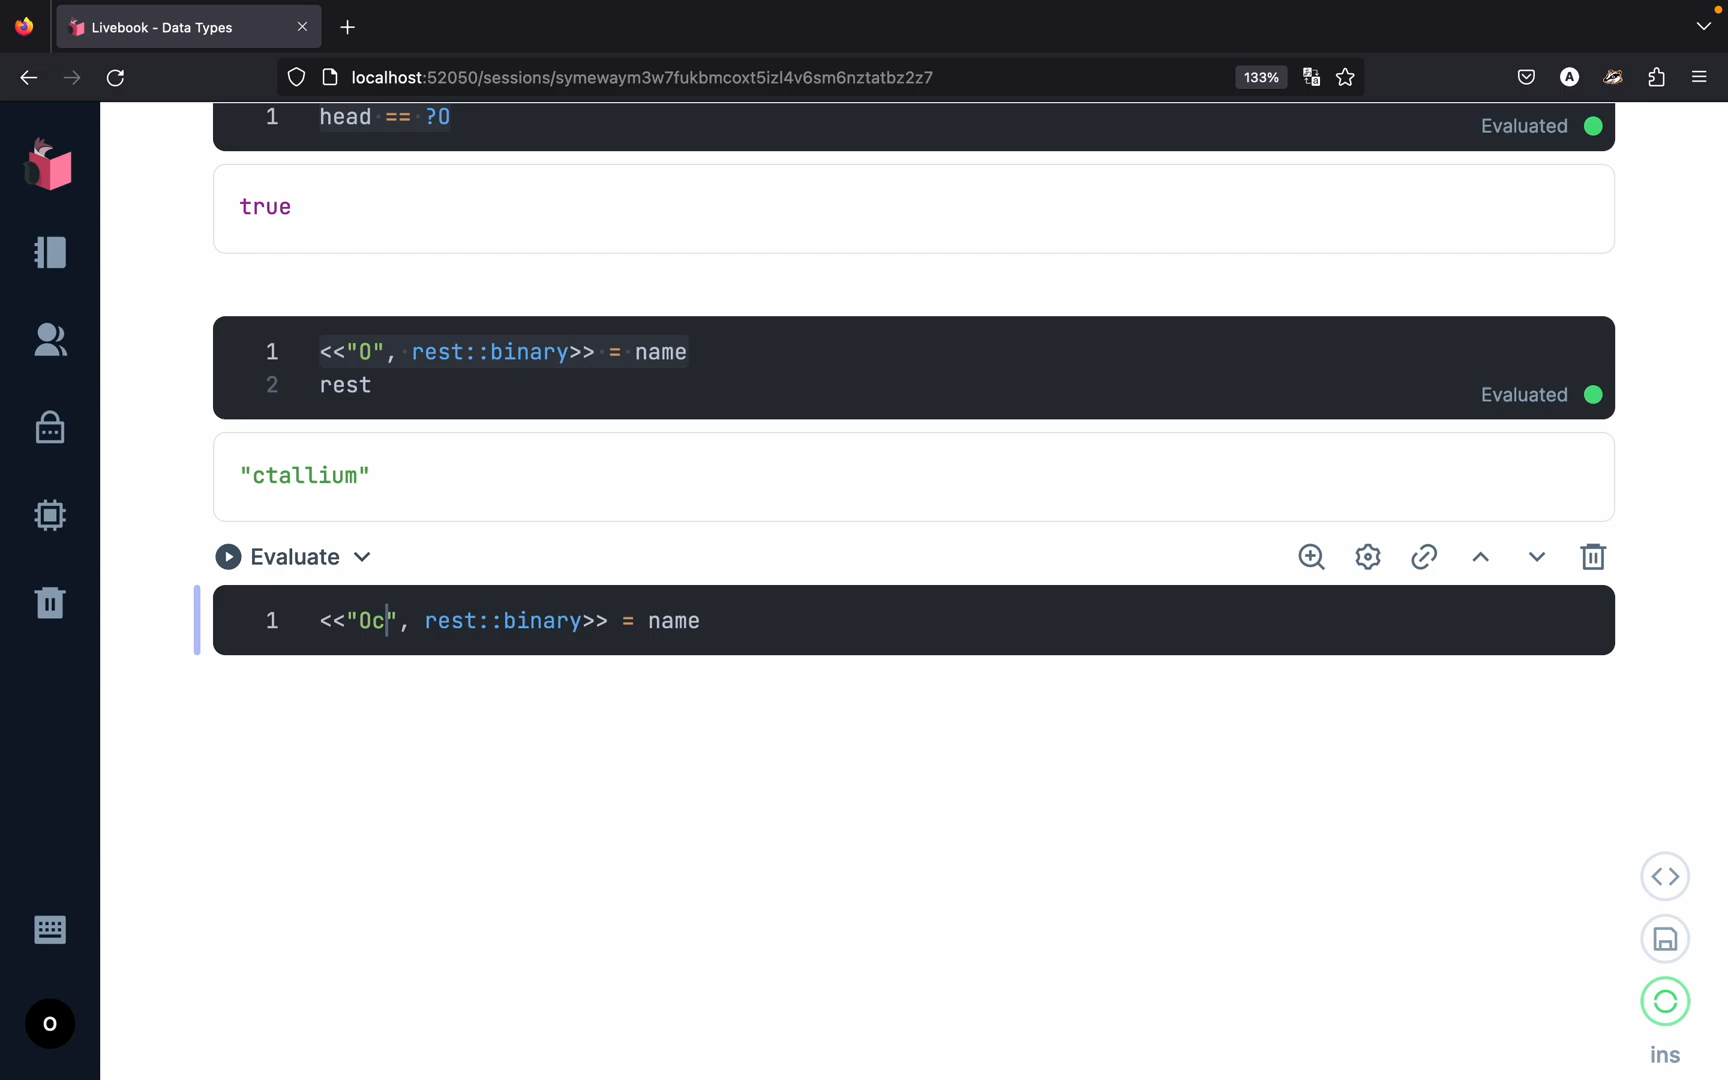 Livebook - Data Types
localhost:52050/sessions/symewaym3w7fukbmcoxt5izl4v6sm6nztatbz2z7
133%
A
1 head == ?O
Evaluated
true
1 <<"O", rest::binary>> = name
2 rest
Evaluated
"ctallium"
Evaluate
1 <<"Oc", rest::binary>> = name
O
ins